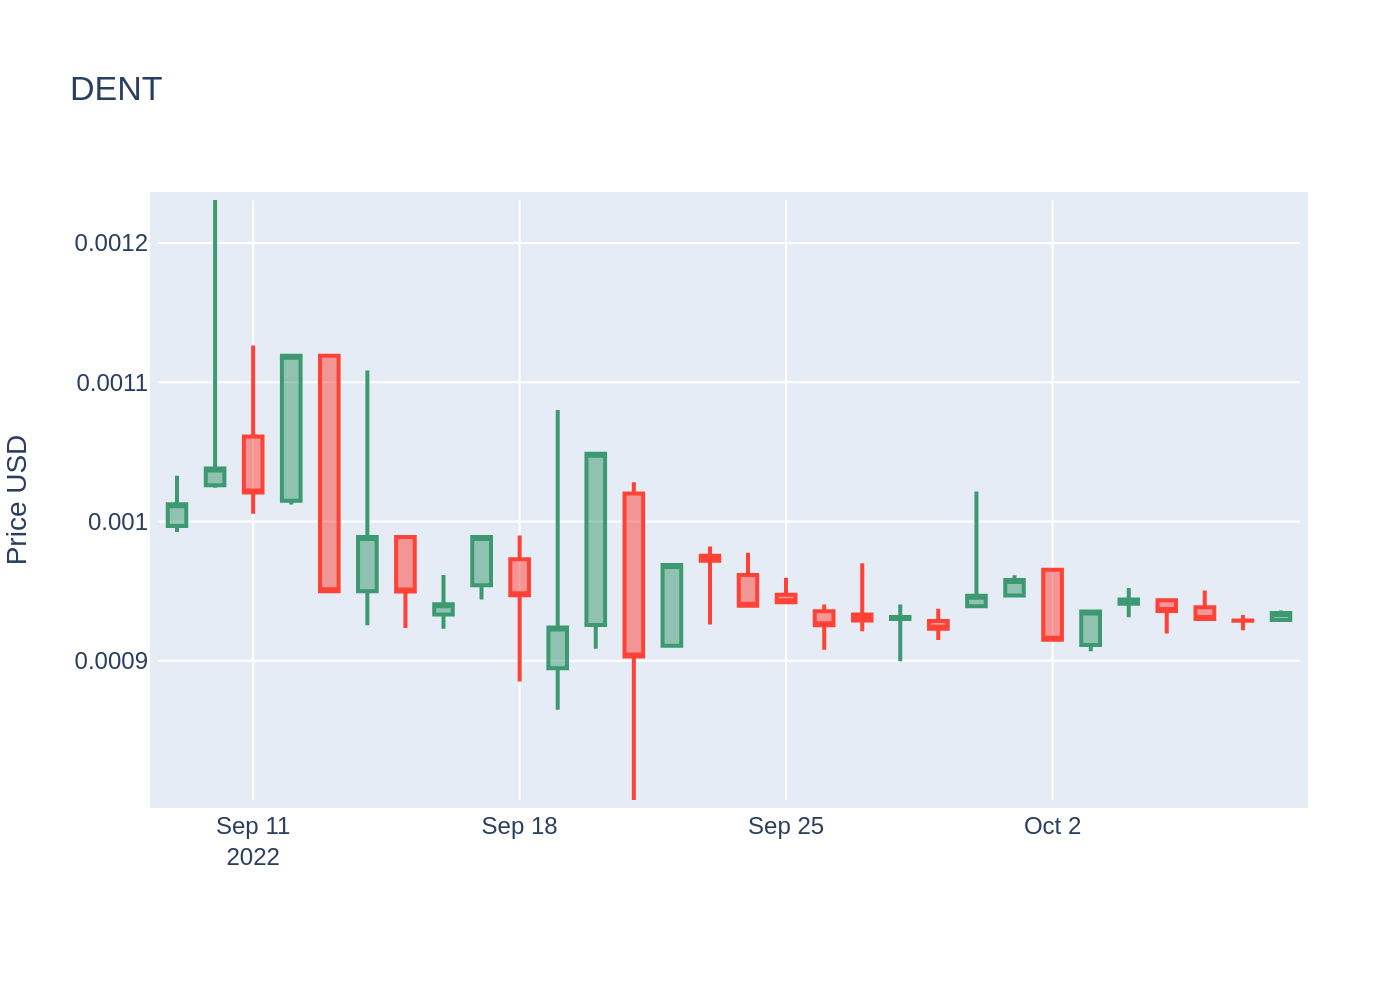 DENT
Price USD
0.0012
0.0011
0.001
0.0009
Sep 11
2022
Sep 18
Sep 25
Oct 2